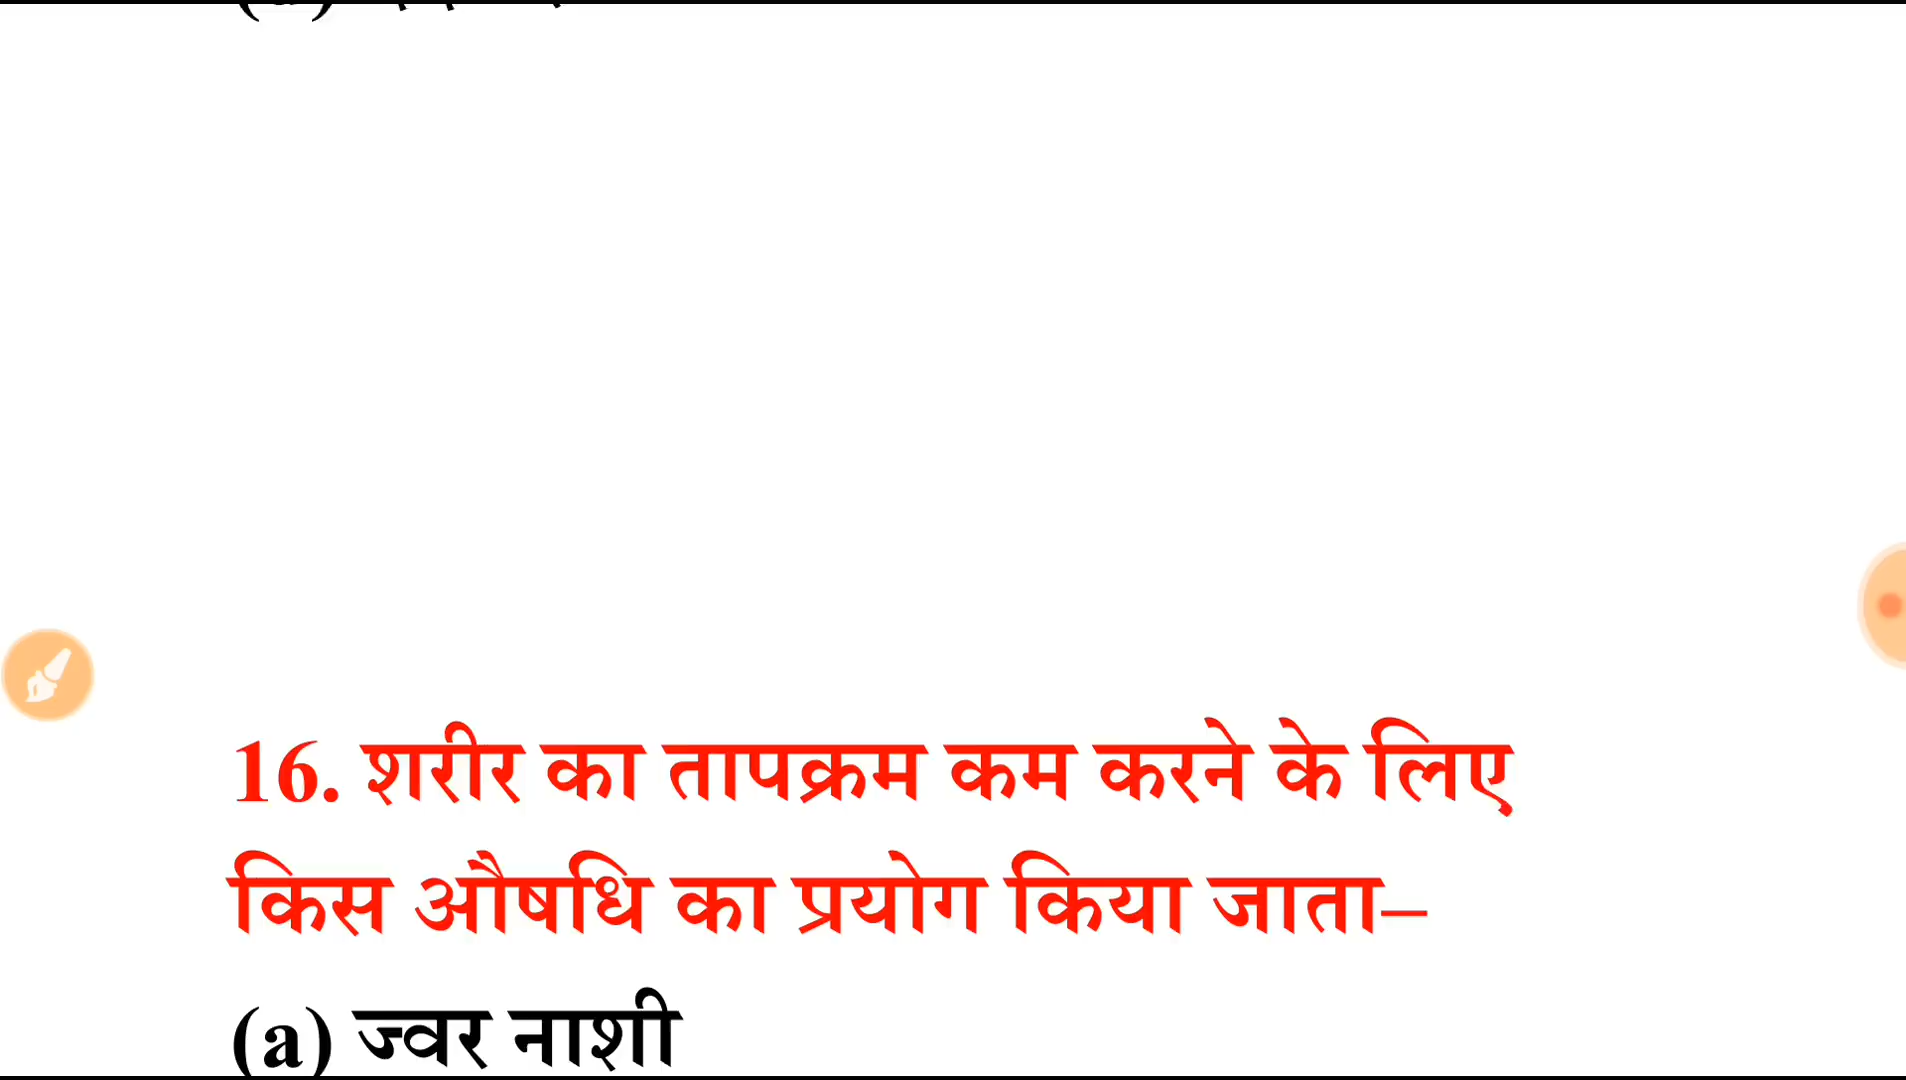 16. शरीर का तापक्रम कम करने के लिए
किस औषधि का प्रयोग किया जाता–
(a) ज्वर नाशी